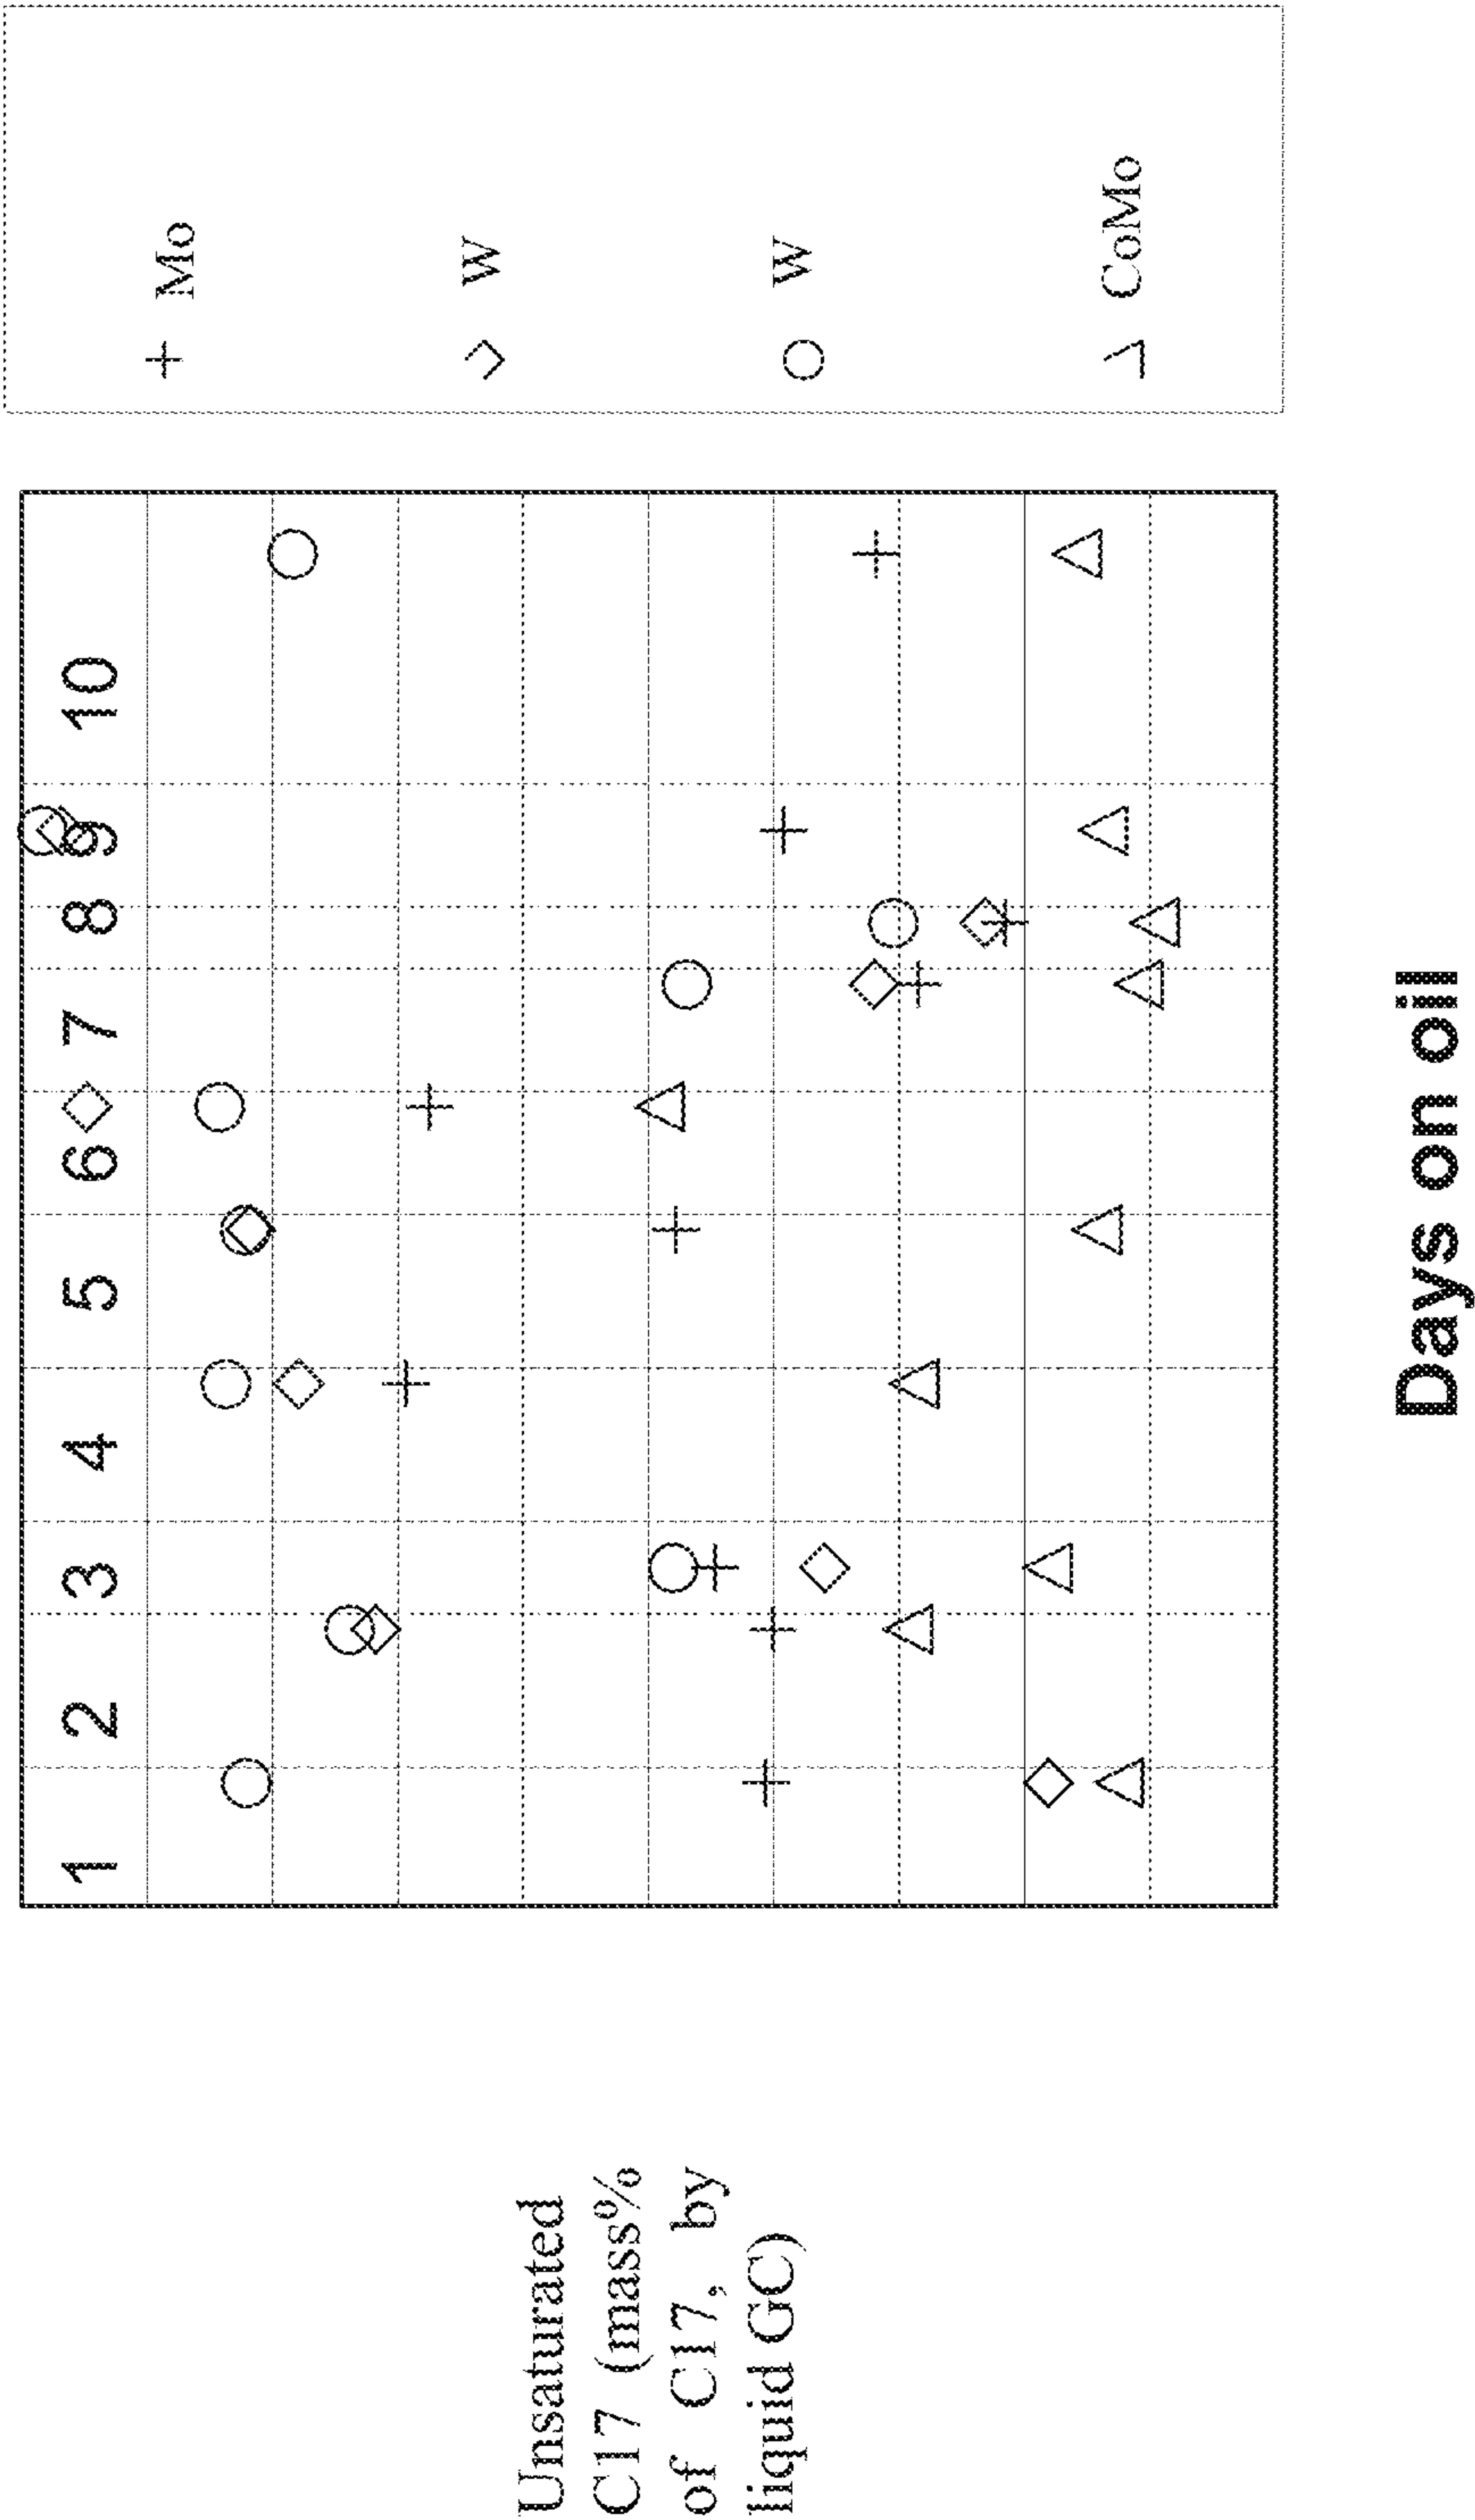 Unsaturated
C17 (mass%
of C17, by
liquid GC)
1 2 3 4 5 6 7 8 9 10
Days on oil
Mo
W
W
CoMo